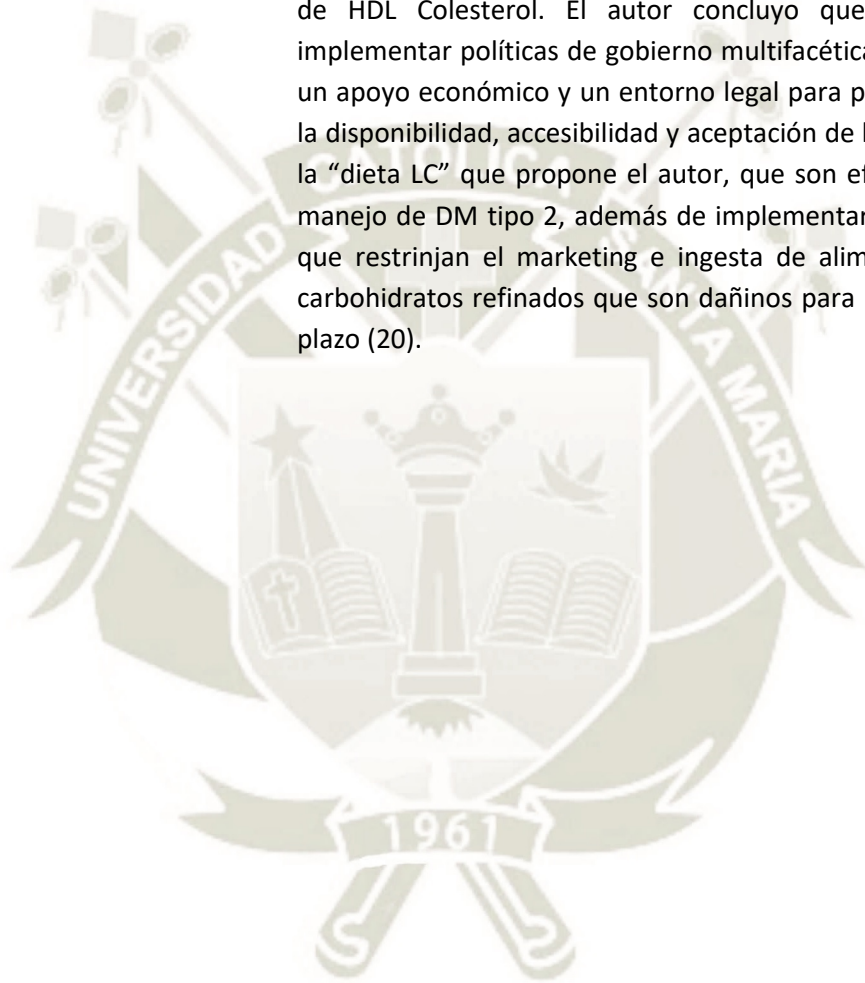 de HDL Colesterol. El autor concluyo que
implementar políticas de gobierno multifacética
un apoyo económico y un entorno legal para p
la disponibilidad, accesibilidad y aceptación de l
la “dieta LC” que propone el autor, que son ef
manejo de DM tipo 2, además de implementar
que restrinjan el marketing e ingesta de alim
carbohidratos refinados que son dañinos para
plazo (20).
UNIVERSIDAD CATOLICA SANTA MARIA
1961